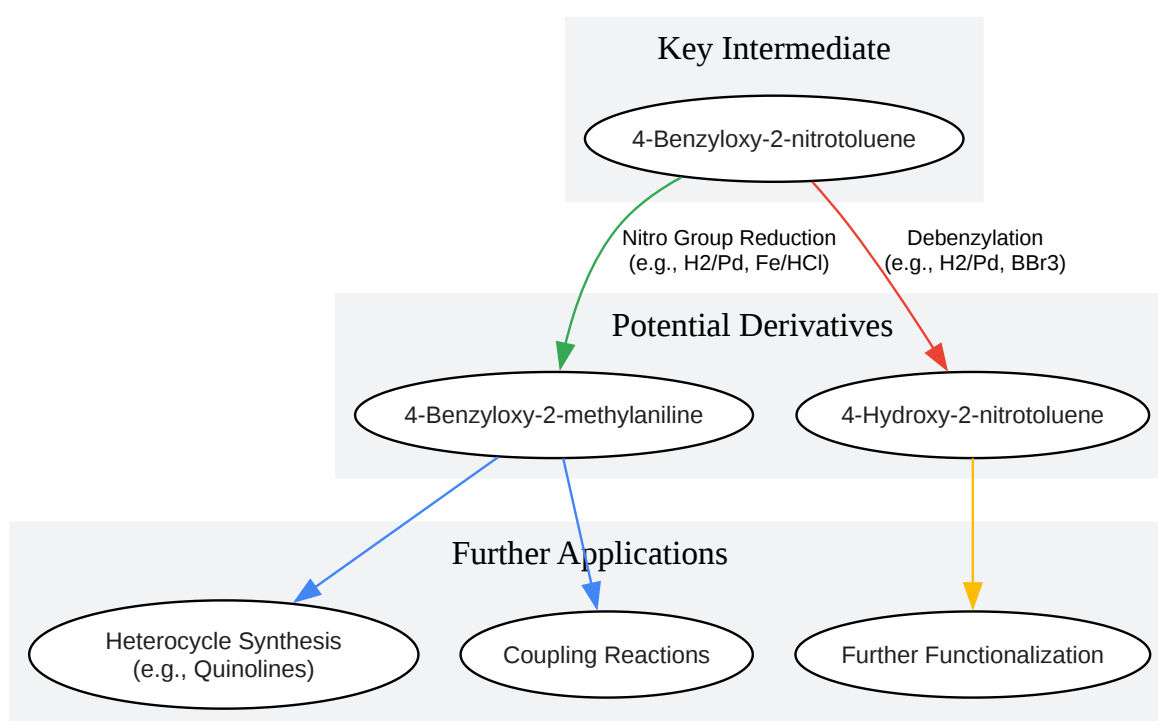 Key Intermediate
4-Benzyloxy-2-nitrotoluene
Nitro Group Reduction
(e.g., H2/Pd, Fe/HCl)
Debenzylation
(e.g., H2/Pd, BBr3)
Potential Derivatives
4-Benzyloxy-2-methylaniline
4-Hydroxy-2-nitrotoluene
Further Applications
Heterocycle Synthesis
(e.g., Quinolines)
Coupling Reactions
Further Functionalization